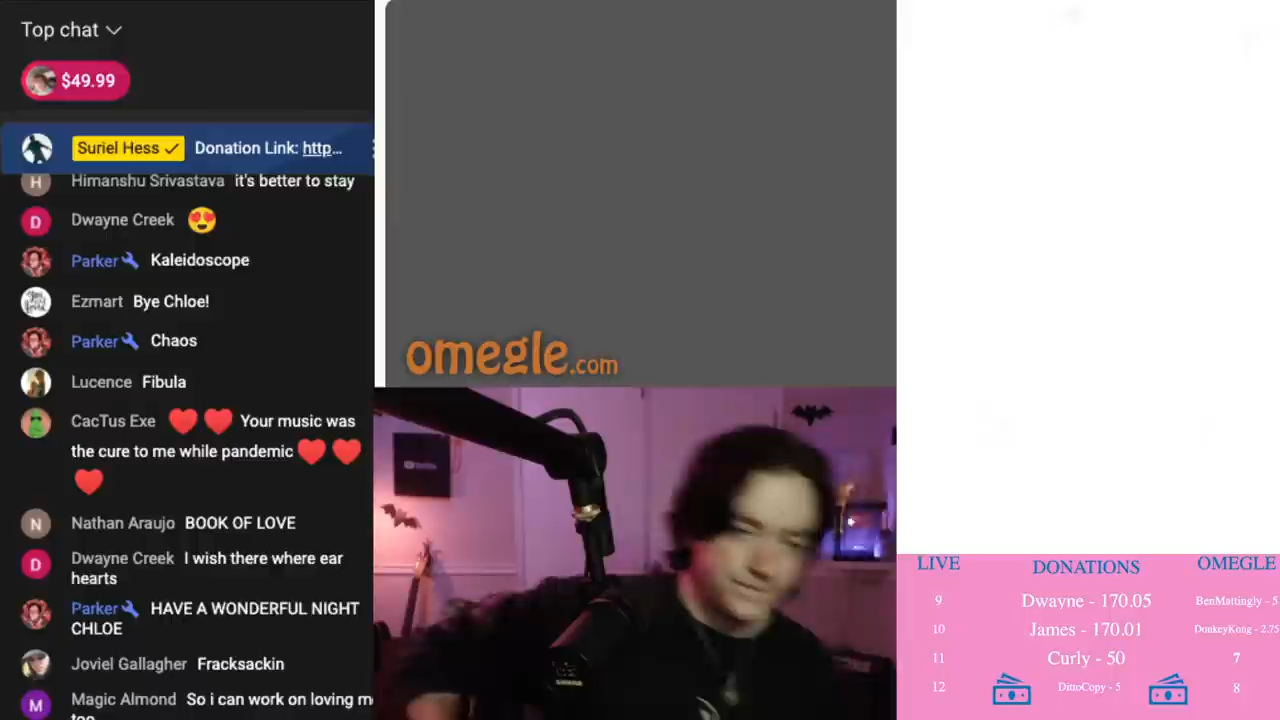 Top chat
$49.99
Suriel Hess Donation Link: http...
Himanshu Srivastava it's better to stay
D Dwayne Creek
Parker Kaleidoscope
Ezmart Bye Chloe!
Parker Chaos
Lucence Fibula
CacTus Exe Your music was
the cure to me while pandemic
N Nathan Araujo BOOK OF LOVE
D Dwayne Creek I wish there where ear
hearts
Parker HAVE A WONDERFUL NIGHT
CHLOE
Joviel Gallagher Fracksackin
M Magic Almond So i can work on loving m
omegle.com
LIVE DONATIONS OMEGLE
9 Dwayne - 170.05 BenMattingly - 5
10 James - 170.01 DonkeyKong - 2.75
11 Curly - 50 7
12 DittoCopy - 5 8